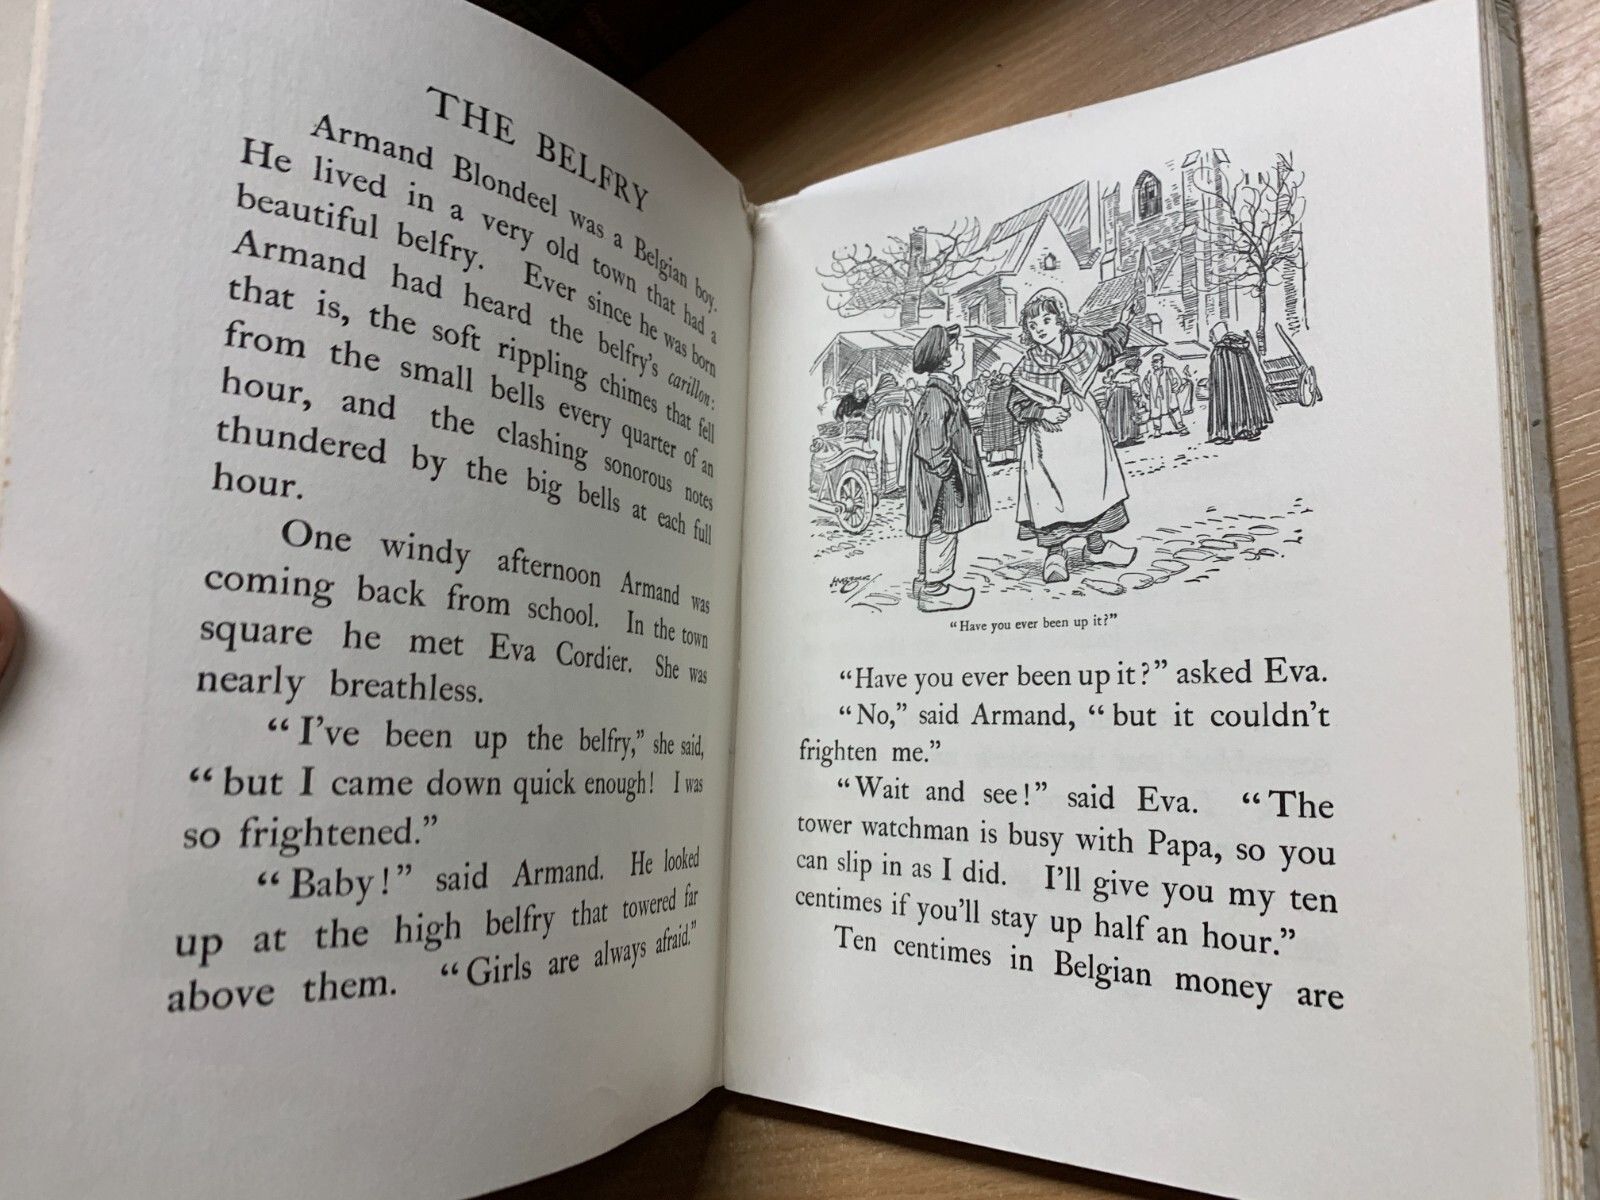 THE BELFRY
Armand Blondeel was a Belgian boy.
He lived in a very old town that had a
beautiful belfry. Ever since he was born
Armand had heard the belfry's carillon:
that is, the soft rippling chimes that fell
from the small bells every quarter of an
hour, and the clashing sonorous notes
thundered by the big bells at each full
hour.
One windy afternoon Armand was
coming back from school. In the town
square he met Eva Cordier. She was
nearly breathless.
“I've been up the belfry,” she said,
“but I came down quick enough! I was
so frightened.”
“Baby!” said Armand. He looked
up at the high belfry that towered far
above them. “Girls are always afraid.”
“Have you ever been up it?”
“Have you ever been up it?” asked Eva.
“No,” said Armand, “but it couldn't
frighten me.”
“Wait and see!” said Eva. “The
tower watchman is busy with Papa, so you
can slip in as I did. I'll give you my ten
centimes if you'll stay up half an hour.”
Ten centimes in Belgian money are